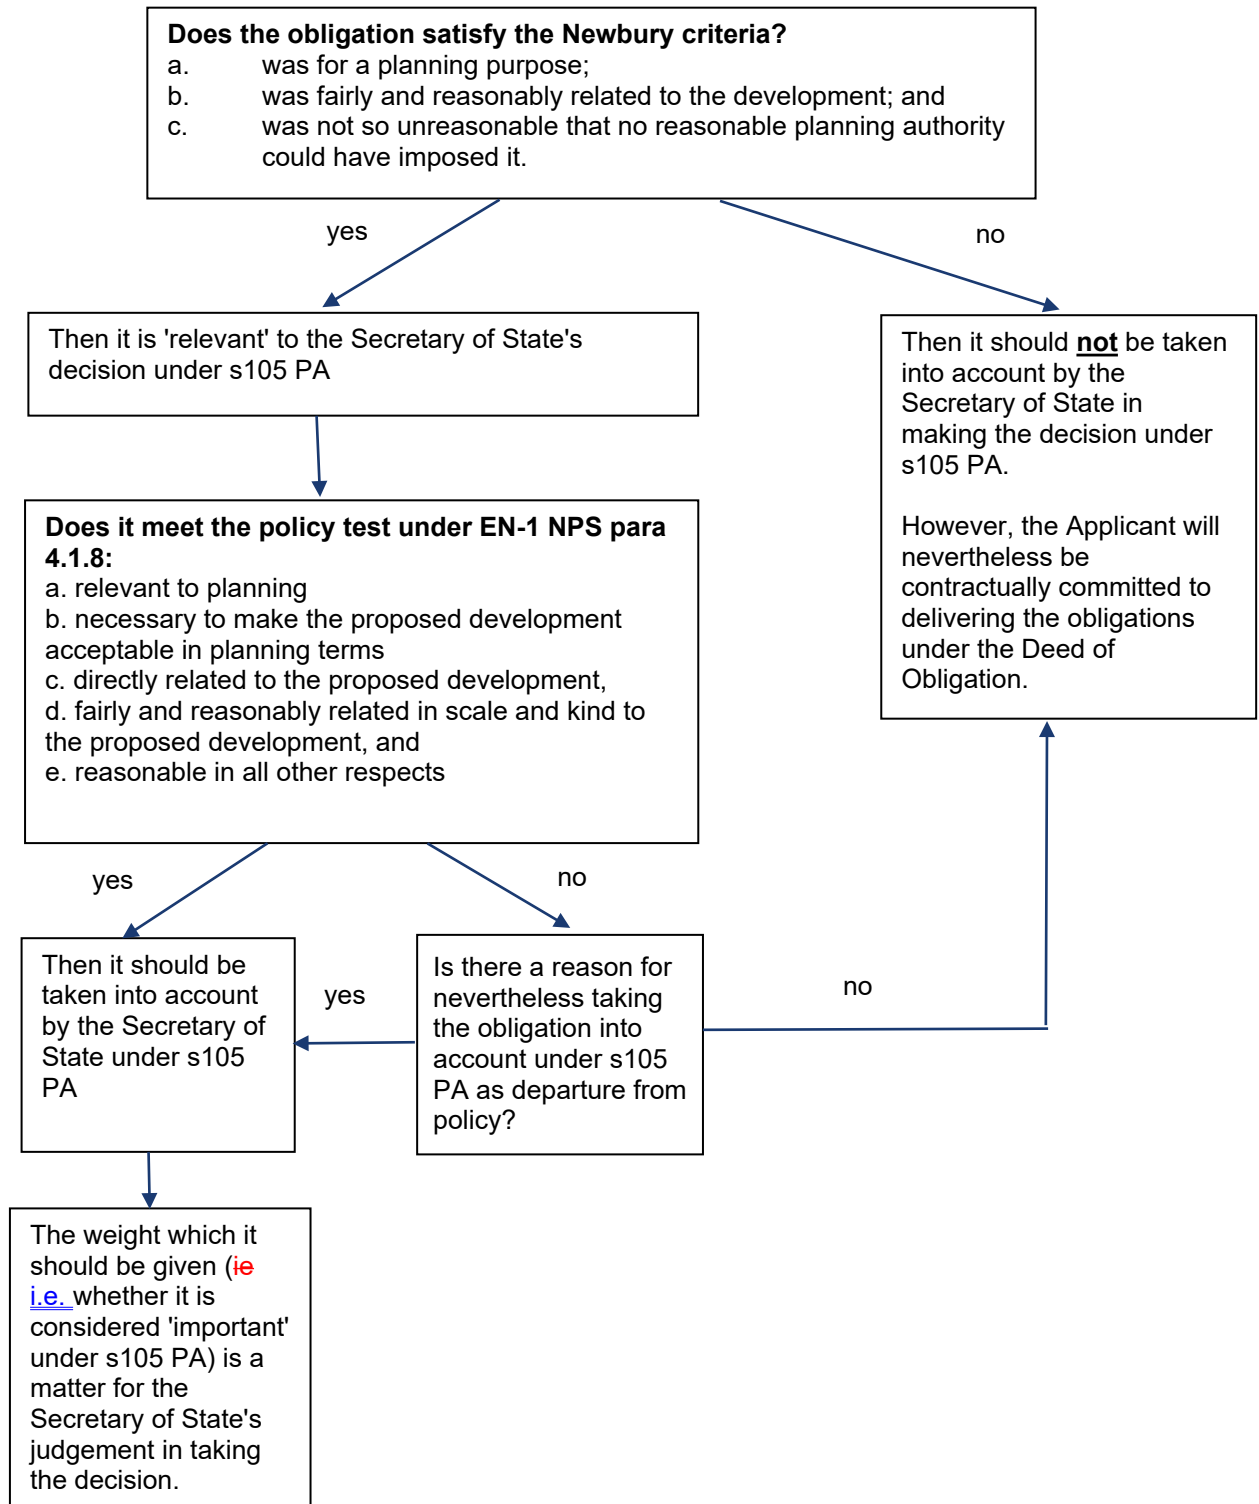 Does the obligation satisfy the Newbury criteria?
a. was for a planning purpose;
b. was fairly and reasonably related to the development; and
c. was not so unreasonable that no reasonable planning authority
could have imposed it.
yes
no
Then it is 'relevant' to the Secretary of State's
decision under s105 PA
Then it should not be taken
into account by the
Secretary of State in
making the decision under
s105 PA.
However, the Applicant will
nevertheless be
contractually committed to
delivering the obligations
under the Deed of
Obligation.
Does it meet the policy test under EN-1 NPS para
4.1.8:
a. relevant to planning
b. necessary to make the proposed development
acceptable in planning terms
c. directly related to the proposed development,
d. fairly and reasonably related in scale and kind to
the proposed development, and
e. reasonable in all other respects
yes
no
Then it should be
taken into account
by the Secretary of
State under s105
PA
yes
Is there a reason for
nevertheless taking
the obligation into
account under s105
PA as departure from
policy?
no
The weight which it
should be given (ie
i.e. whether it is
considered 'important'
under s105 PA) is a
matter for the
Secretary of State's
judgement in taking
the decision.